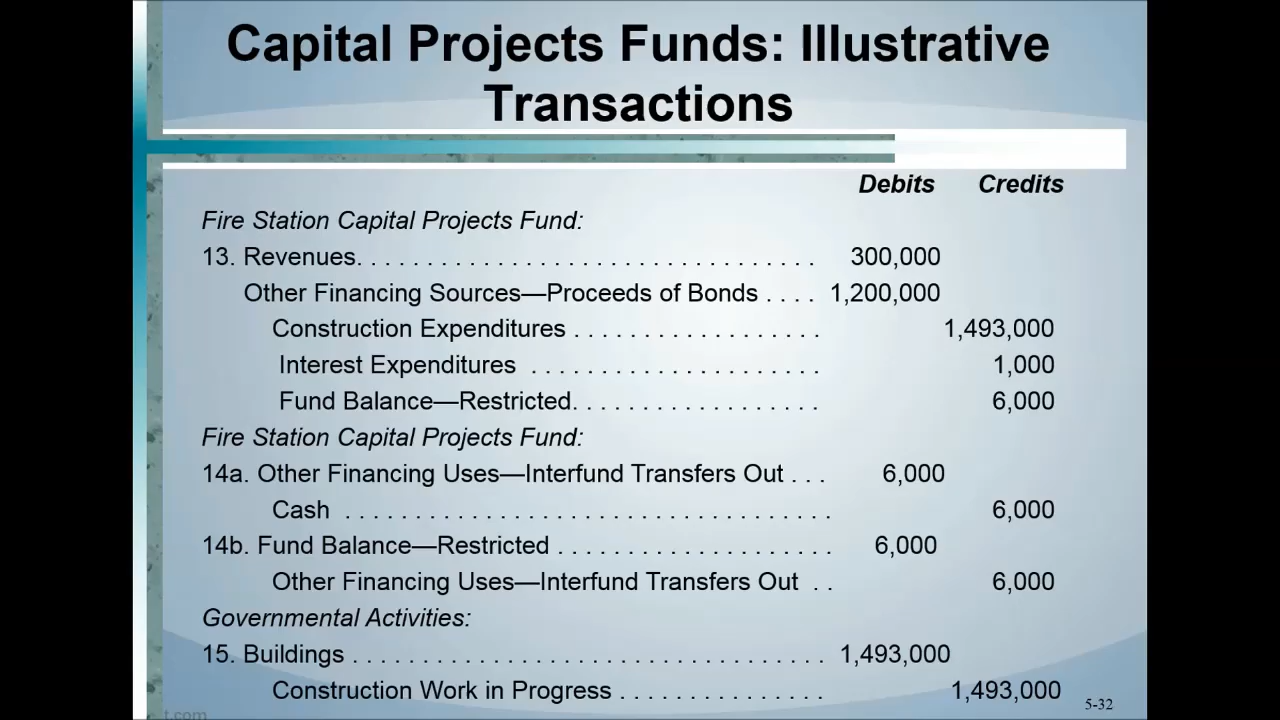 Capital Projects Funds: Illustrative
Transactions
Debits Credits
Fire Station Capital Projects Fund:
13. Revenues. . . . . . . . . . . . . . . . . . . . . . . . . . . . . . . . . 300,000
Other Financing Sources—Proceeds of Bonds . . . . 1,200,000
Construction Expenditures . . . . . . . . . . . . . . . . . . 1,493,000
Interest Expenditures . . . . . . . . . . . . . . . . . . . . . 1,000
Fund Balance—Restricted. . . . . . . . . . . . . . . . . . 6,000
Fire Station Capital Projects Fund:
14a. Other Financing Uses—Interfund Transfers Out . . . 6,000
Cash . . . . . . . . . . . . . . . . . . . . . . . . . . . . . . . . . . . 6,000
14b. Fund Balance—Restricted . . . . . . . . . . . . . . . . . . . . 6,000
Other Financing Uses—Interfund Transfers Out . . 6,000
Governmental Activities:
15. Buildings . . . . . . . . . . . . . . . . . . . . . . . . . . . . . . . . . . 1,493,000
Construction Work in Progress . . . . . . . . . . . . . . . 1,493,000
5-32
t.com